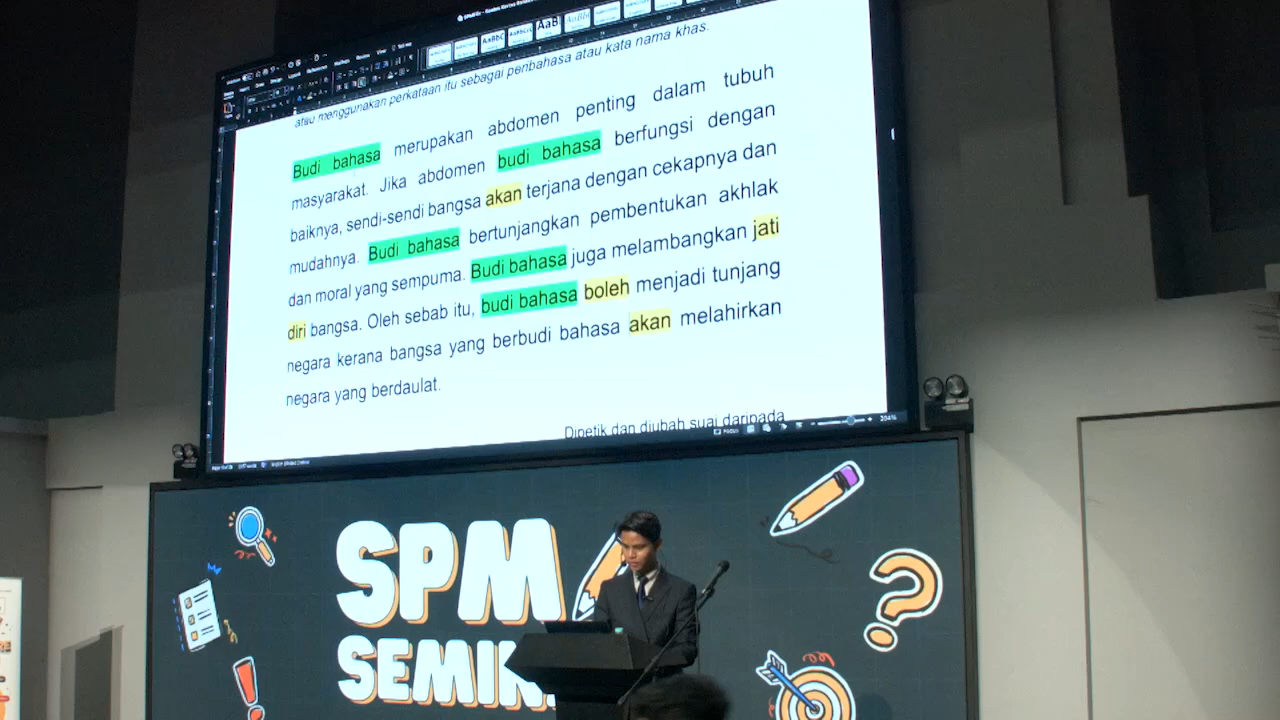 atau menggunakan perkataan itu sebagai penbahasa atau kata nama khas.
Budi bahasa merupakan abdomen penting dalam tubuh
masyarakat. Jika abdomen budi bahasa berfungsi dengan
baiknya, sendi-sendi bangsa akan terjana dengan cekapnya dan
mudahnya. Budi bahasa bertunjangkan pembentukan akhlak
dan moral yang sempuma. Budi bahasa juga melambangkan jati
diri bangsa. Oleh sebab itu, budi bahasa boleh menjadi tunjang
negara kerana bangsa yang berbudi bahasa akan melahirkan
negara yang berdaulat.
Dipetik dan diubah suai daripada
SPM
SEMIN